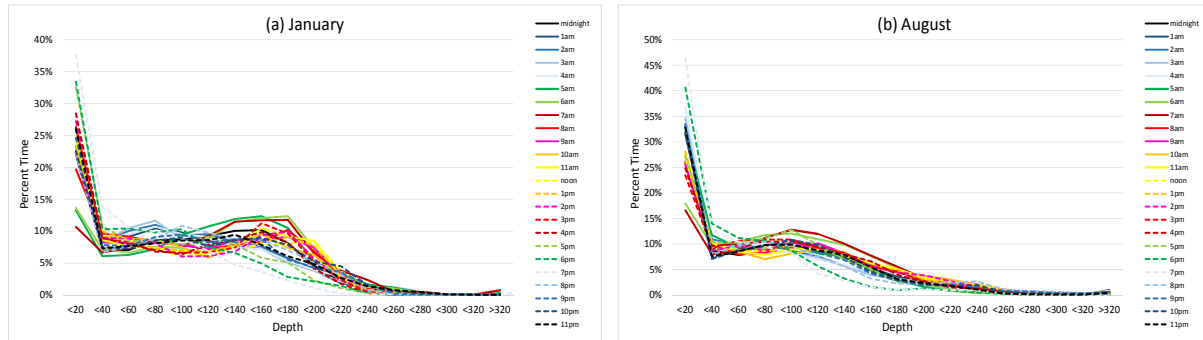 (a) January
Percent Time
40%
35%
30%
25%
20%
15%
10%
5%
0%
<20 <40 <60 <80 <100 <120 <140 <160 <180 <200 <220 <240 <260 <280 <300 <320 >320
Depth
midnight
1am
2am
3am
4am
5am
6am
7am
8am
9am
10am
11am
noon
1pm
2pm
3pm
4pm
5pm
6pm
7pm
8pm
9pm
10pm
11pm
(b) August
Percent Time
50%
45%
40%
35%
30%
25%
20%
15%
10%
5%
0%
<20 <40 <60 <80 <100 <120 <140 <160 <180 <200 <220 <240 <260 <280 <300 <320 >320
Depth
midnight
1am
2am
3am
4am
5am
6am
7am
8am
9am
10am
11am
noon
1pm
2pm
3pm
4pm
5pm
6pm
7pm
8pm
9pm
10pm
11pm